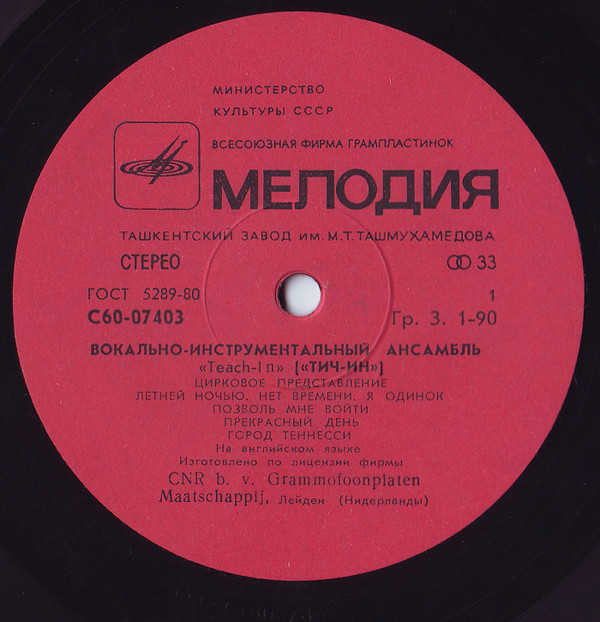 МИНИСТЕРСТВО
КУЛЬТУРЫ СССР
ВСЕСОЮЗНАЯ ФИРМА ГРАМПЛАСТИНОК
МЕЛОДИЯ
ТАШКЕНТСКИЙ ЗАВОД ИМ. М.Т.ТАШМУХАМЕДОВА
СТЕРЕО 33
ГОСТ 5289-80 1
С60-07403 Гр. 3. 1-90
ВОКАЛЬНО-ИНСТРУМЕНТАЛЬНЫЙ АНСАМБЛЬ
«Teach-In» [«ТИЧ-ИН»]
ЦИРКОВОЕ ПРЕДСТАВЛЕНИЕ
ЛЕТНЕЙ НОЧЬЮ, НЕТ ВРЕМЕНИ, Я ОДИНОК
ПОЗВОЛЬ МНЕ ВОЙТИ
ПРЕКРАСНЫЙ ДЕНЬ
ГОРОД ТЕННЕССИ
На английском языке
Изготовлено по лицензии фирмы
CNR b. v. Grammofoonplaten
Maatschappij, Лейден (Нидерланды)